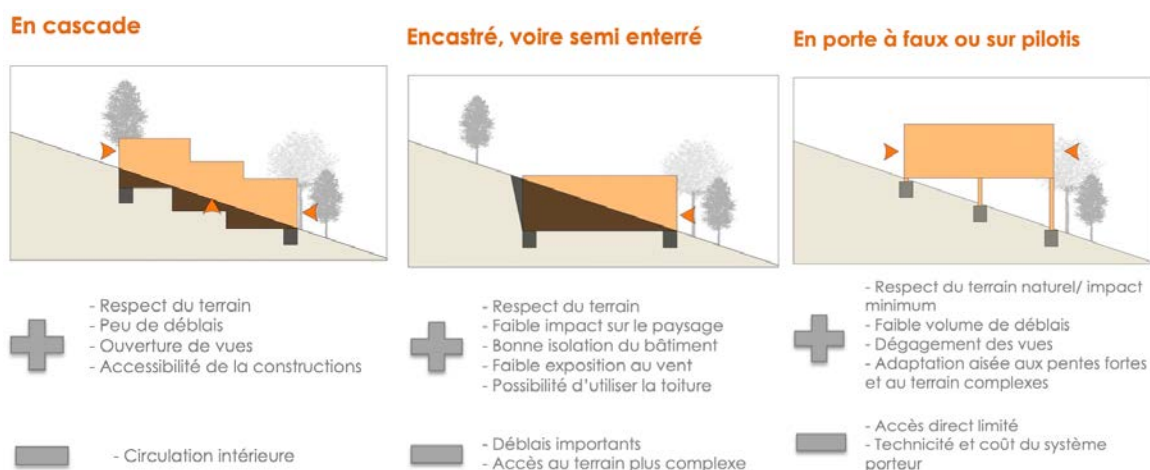 En cascade
- Respect du terrain
- Peu de déblais
- Ouverture de vues
- Accessibilité de la constructions
- Circulation intérieure
Encastré, voire semi enterré
- Respect du terrain
- Faible impact sur le paysage
- Bonne isolation du bâtiment
- Faible exposition au vent
- Possibilité d'utiliser la toiture
- Déblais importants
- Accès au terrain plus complexe
En porte à faux ou sur pilotis
- Respect du terrain naturel/ impact
minimum
- Faible volume de déblais
- Dégagement des vues
- Adaptation aisée aux pentes fortes
et au terrain complexes
- Accès direct limité
- Technicité et coût du système
porteur